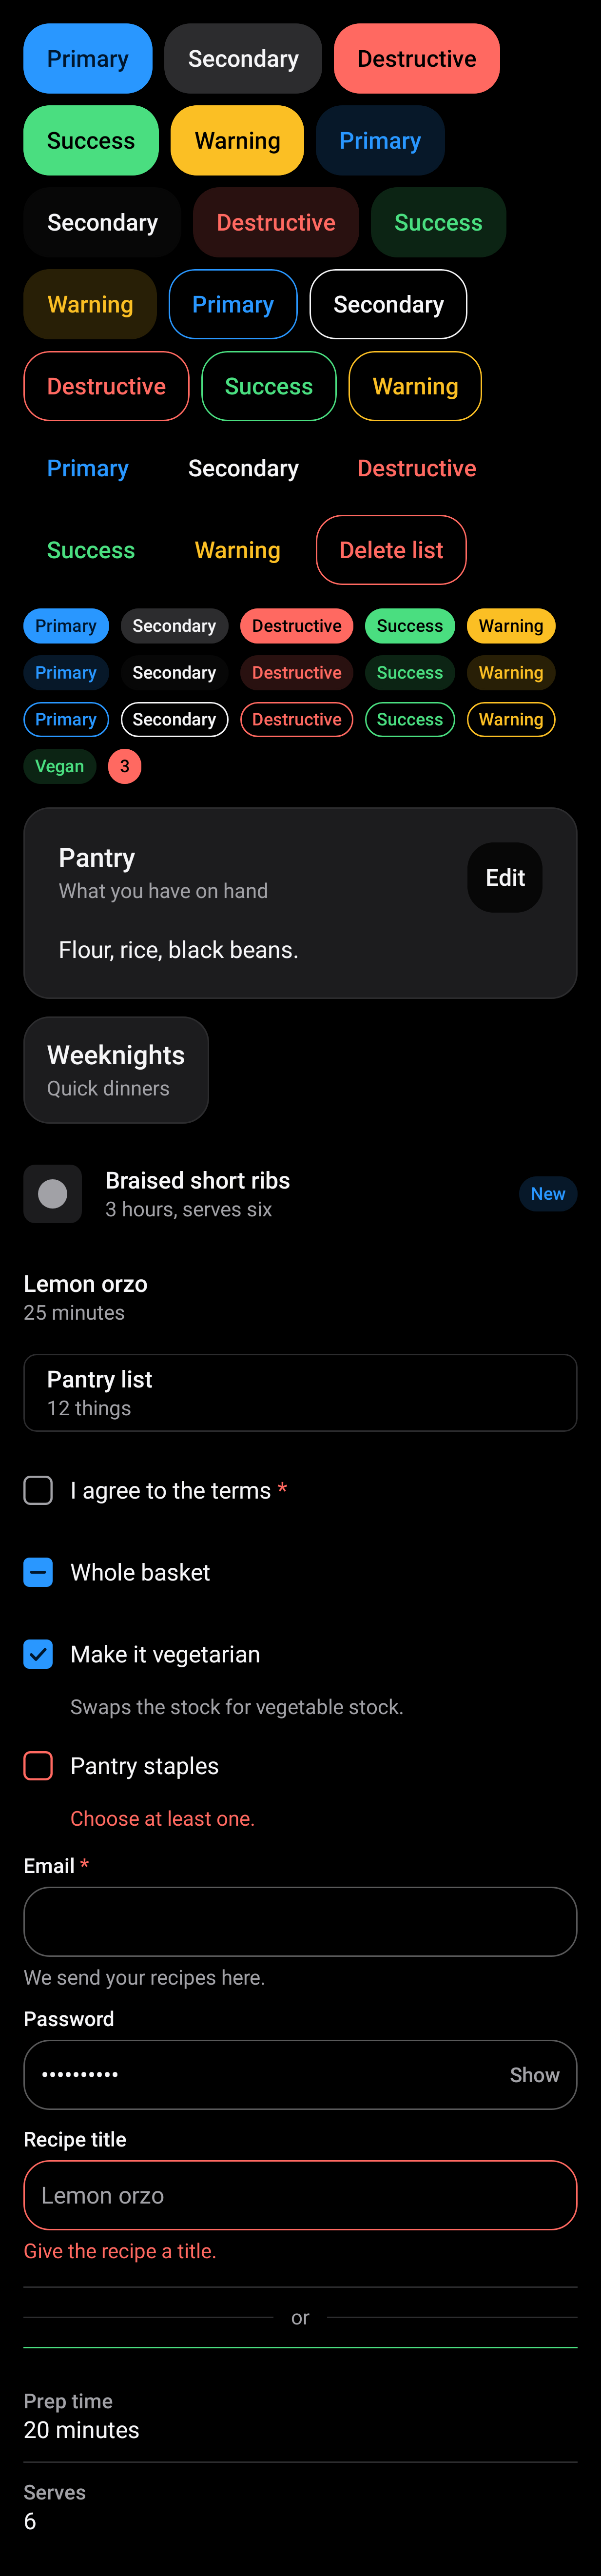 Primary Secondary Destructive
Success Warning Primary
Secondary Destructive Success
Warning Primary Secondary
Destructive Success Warning
Primary Secondary Destructive
Success Warning Delete list
Primary Secondary Destructive Success Warning
Primary Secondary Destructive Success Warning
Primary Secondary Destructive Success Warning
Vegan 3
Pantry
What you have on hand
Edit
Flour, rice, black beans.
Weeknights
Quick dinners
Braised short ribs
3 hours, serves six
New
Lemon orzo
25 minutes
Pantry list
12 things
I agree to the terms *
Whole basket
Make it vegetarian
Swaps the stock for vegetable stock.
Pantry staples
Choose at least one.
Email *
We send your recipes here.
Password
•••••••••• Show
Recipe title
Lemon orzo
Give the recipe a title.
or
Prep time
20 minutes
Serves
6